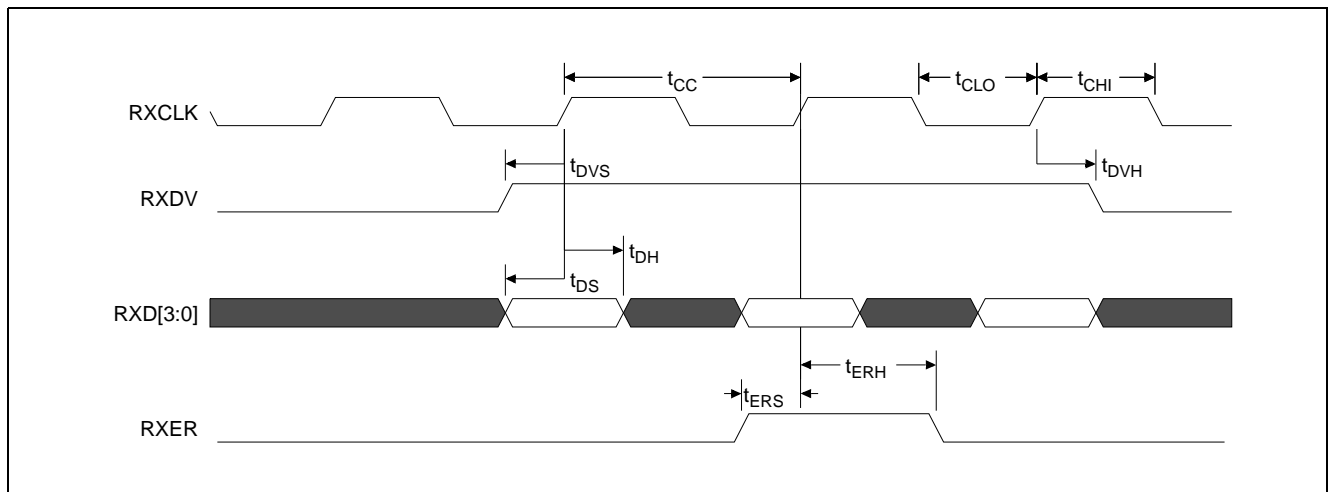 tCC
tCLO
tCHI
RXCLK
tDVS
tDVH
RXDV
tDH
tDS
RXD[3:0]
tERH
tERS
RXER